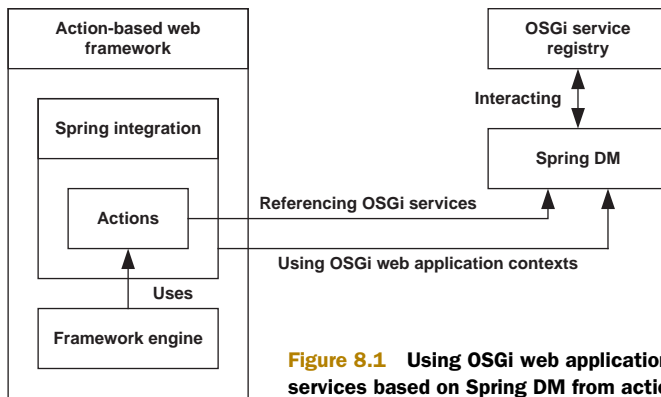 Action-based web
framework
OSGi service
registry
Interacting
Spring integration
Spring DM
Actions
Referencing OSGi services
Using OSGi web application contexts
Uses
Framework engine
Figure 8.1 Using OSGi web application
services based on Spring DM from actio